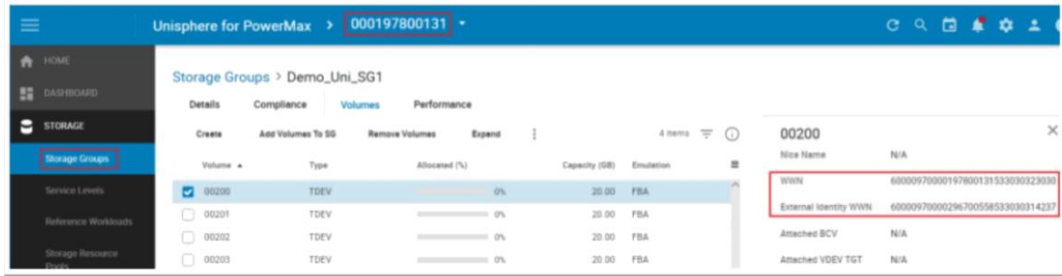 Unisphere for PowerMax > 000197800131
HOME
DASHBOARD
STORAGE
Storage Groups
Service Levels
Reference Workloads
Storage Resource
Pools
Storage Groups > Demo_Uni_SG1
Details Compliance Volumes Performance
Create Add Volumes To SG Remove Volumes Expand 4 items
Volume Type Allocated (%) Capacity (GB) Emulation
00200 TDEV 0% 20.00 FBA
00201 TDEV 0% 20.00 FBA
00202 TDEV 0% 20.00 FBA
00203 TDEV 0% 20.00 FBA
00200
Nice Name N/A
WWN 60000970000197800131533030323030
External Identity WWN 60000970000296700558533030314237
Attached BCV N/A
Attached VDEV TGT N/A